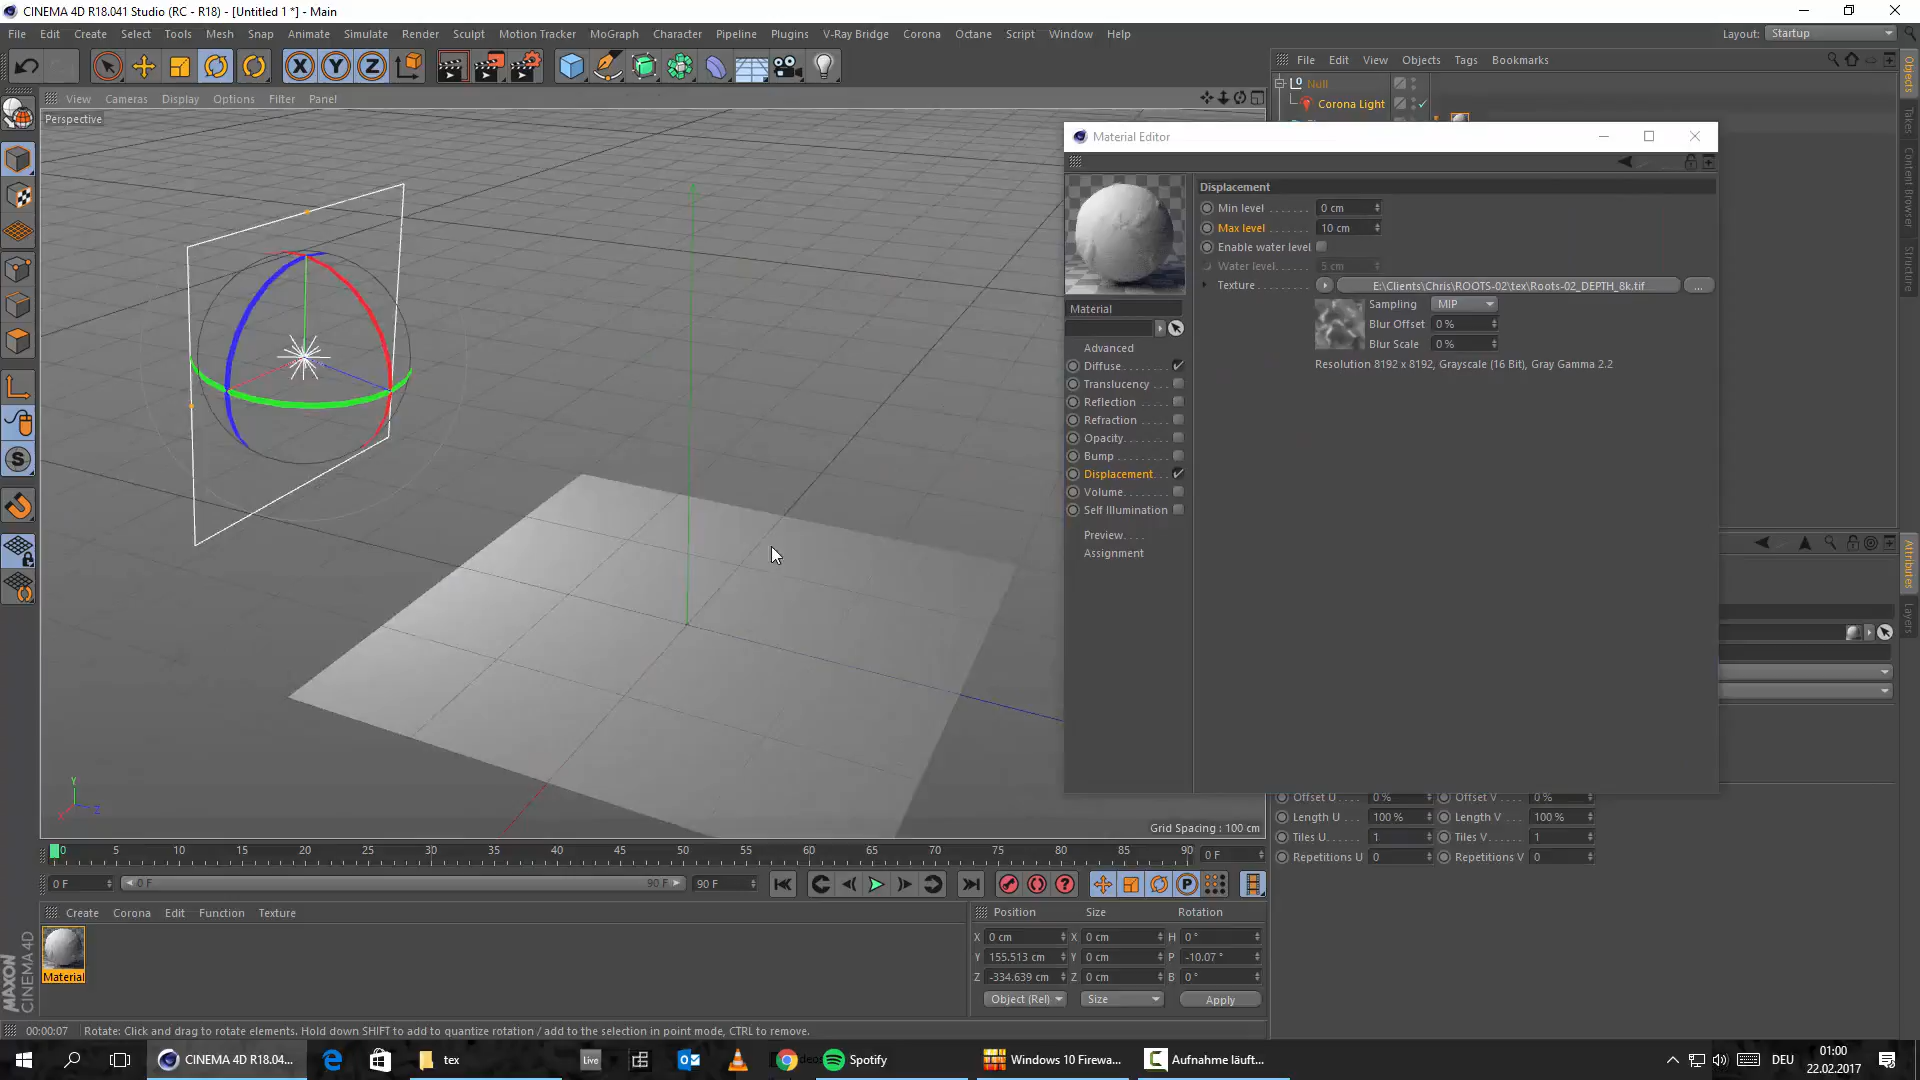 CINEMA 4D R18.041 Studio (RC - R18) - [Untitled 1 *] - Main
File Edit Create Select Tools Mesh Snap Animate Simulate Render Sculpt Motion Tracker MoGraph Character Pipeline Plugins V-Ray Bridge Corona Octane Script Window Help
Layout: Startup
File Edit View Objects Tags Bookmarks
Null
Corona Light
View Cameras Display Options Filter Panel
Perspective
Material Editor
Displacement
Min level 0 cm
Max level 10 cm
Enable water level
Water level 5 cm
Texture E:\Clients\Chris\ROOTS-02\tex\Roots-02_DEPTH_8k.tif ...
Sampling MIP
Blur Offset 0 %
Blur Scale 0 %
Resolution 8192 x 8192, Grayscale (16 Bit), Gray Gamma 2.2
Material
Advanced
Diffuse
Translucency
Reflection
Refraction
Opacity
Bump
Displacement
Volume
Self Illumination
Preview
Assignment
Objects
Takes
Content Browser
Structure
Attributes
Layers
Offset U 0 % Offset V 0 %
Length U 100 % Length V 100 %
Tiles U 1 Tiles V 1
Repetitions U 0 Repetitions V 0
Y
X Z
Grid Spacing : 100 cm
0 5 10 15 20 25 30 35 40 45 50 55 60 65 70 75 80 85 90
0 F
0 F 0 F 90 F 90 F
Create Corona Edit Function Texture
Material
Position Size Rotation
X 0 cm X 0 cm H 0 °
Y 155.513 cm Y 0 cm P -10.07 °
Z -334.639 cm Z 0 cm B 0 °
Object (Rel) Size Apply
MAXON
CINEMA 4D
00:00:07 Rotate: Click and drag to rotate elements. Hold down SHIFT to add to quantize rotation / add to the selection in point mode, CTRL to remove.
CINEMA 4D R18.04...
tex
Live
Spotify
Windows 10 Firewa...
Aufnahme läuft...
DEU
01:00
22.02.2017